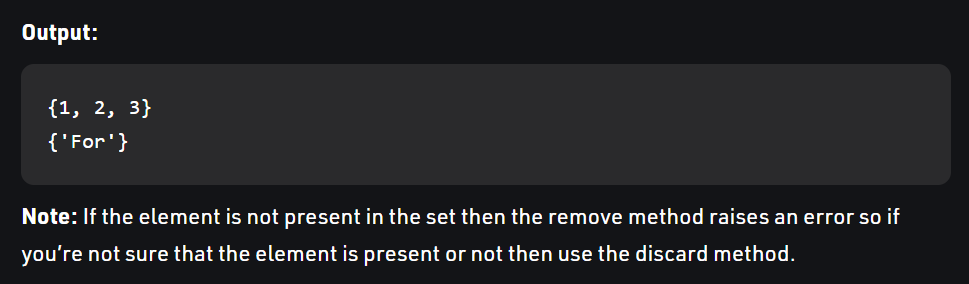 Output:
{1, 2, 3}
{'For'}
Note: If the element is not present in the set then the remove method raises an error so if
you’re not sure that the element is present or not then use the discard method.